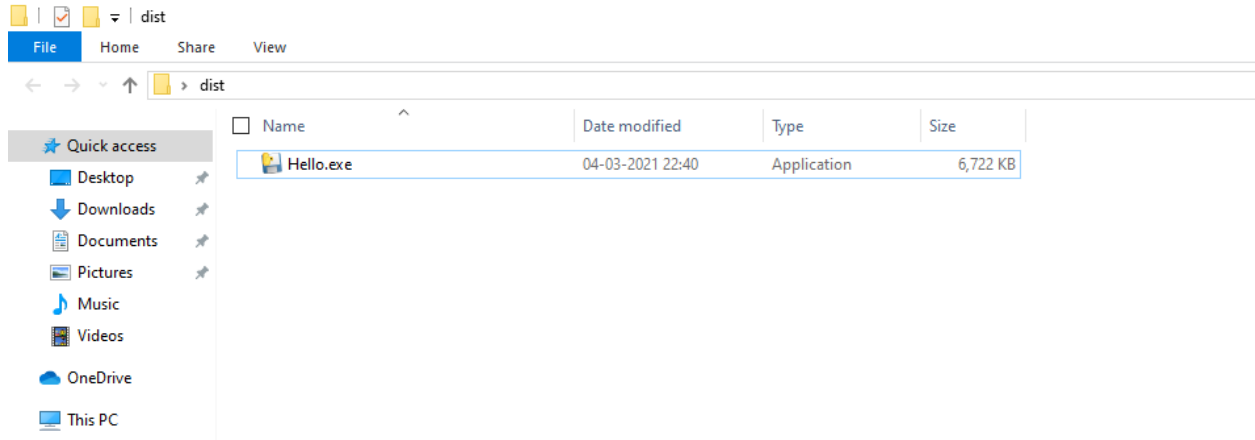 dist
File Home Share View
dist
Name Date modified Type Size
Quick access
Hello.exe 04-03-2021 22:40 Application 6,722 KB
Desktop
Downloads
Documents
Pictures
Music
Videos
OneDrive
This PC